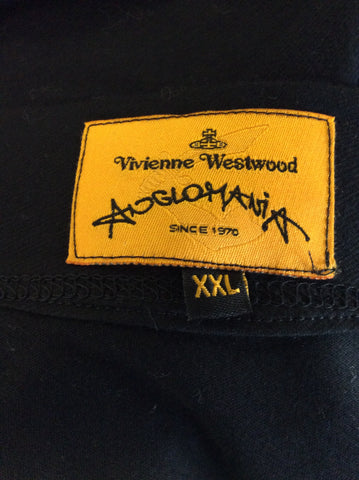 Vivienne Westwood
ANGLOMANIA
SINCE 1970
XXL